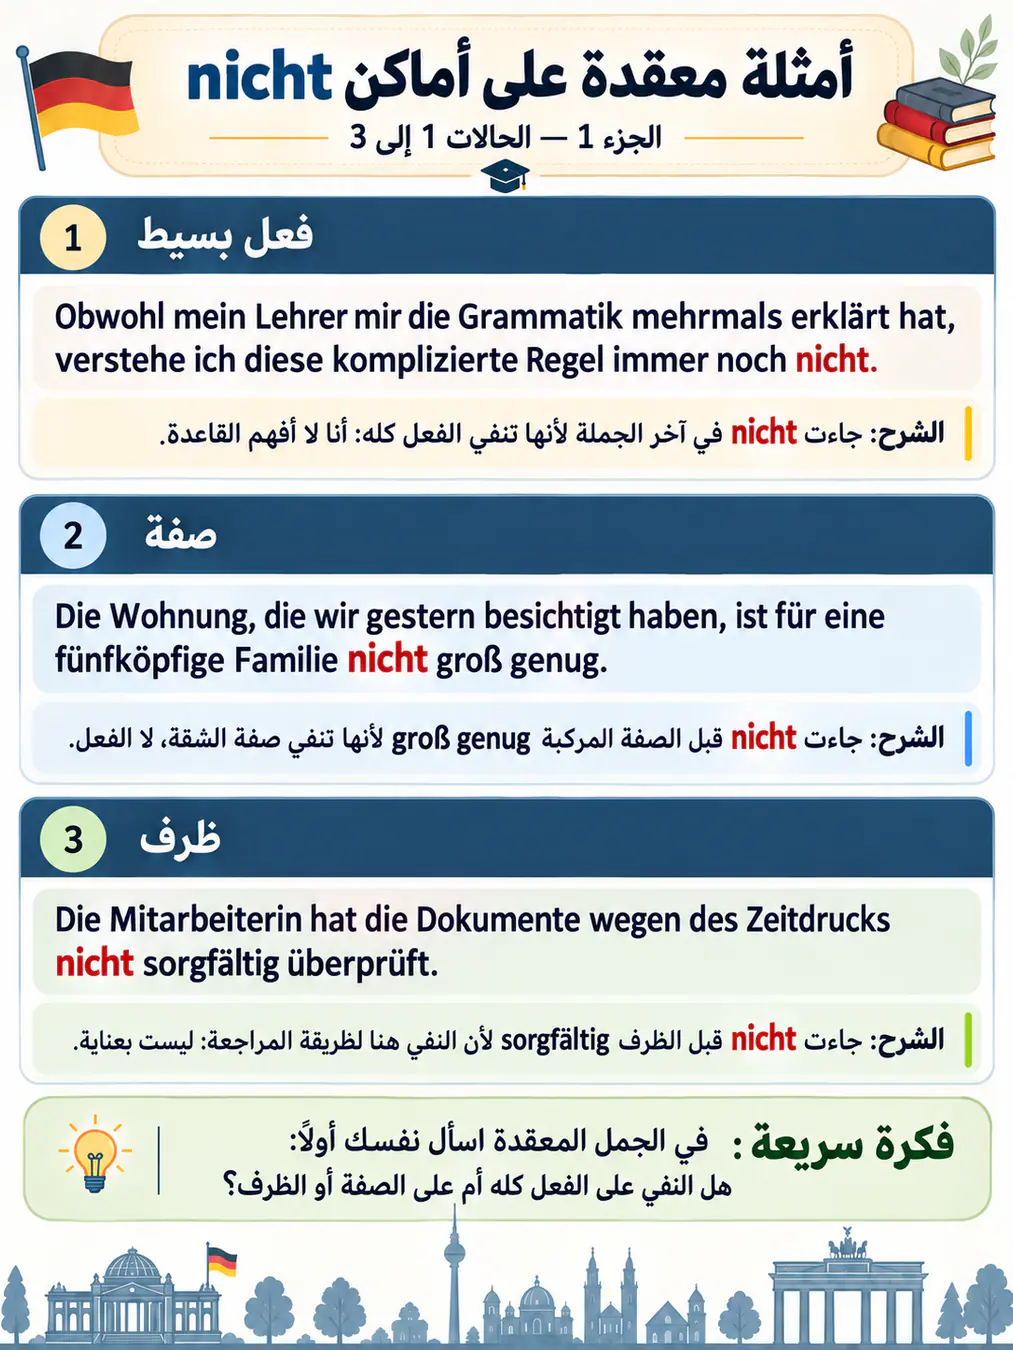 أمثلة معقدة على أماكن nicht
الجزء 1 — الحالات 1 إلى 3
1 فعل بسيط
Obwohl mein Lehrer mir die Grammatik mehrmals erklärt hat,
verstehe ich diese komplizierte Regel immer noch nicht.
الشرح: جاءت nicht في آخر الجملة لأنها تنفي الفعل كله: أنا لا أفهم القاعدة.
2 صفة
Die Wohnung, die wir gestern besichtigt haben, ist für eine
fünfköpfige Familie nicht groß genug.
الشرح: جاءت nicht قبل الصفة المركبة groß genug لأنها تنفي صفة الشقة، لا الفعل.
3 ظرف
Die Mitarbeiterin hat die Dokumente wegen des Zeitdrucks
nicht sorgfältig überprüft.
الشرح: جاءت nicht قبل الظرف sorgfältig لأن النفي هنا لطريقة المراجعة: ليست بعناية.
فكرة سريعة: في الجمل المعقدة اسأل نفسك أولًا:
هل النفي على الفعل كله أم على الصفة أو الظرف؟